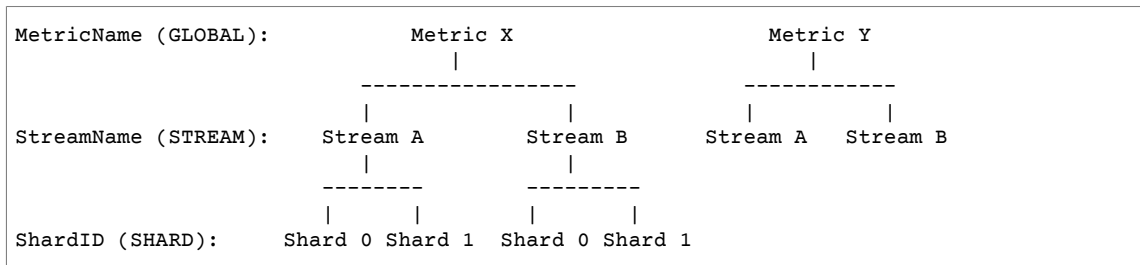 MetricName (GLOBAL):             Metric X                       Metric Y
                                    |                              |
                            -----------------                ------------
                            |               |                |          |
StreamName (STREAM):     Stream A        Stream B      Stream A   Stream B
                            |               |
                         --------        ---------
                         |      |        |       |
ShardID (SHARD):     Shard 0 Shard 1  Shard 0 Shard 1